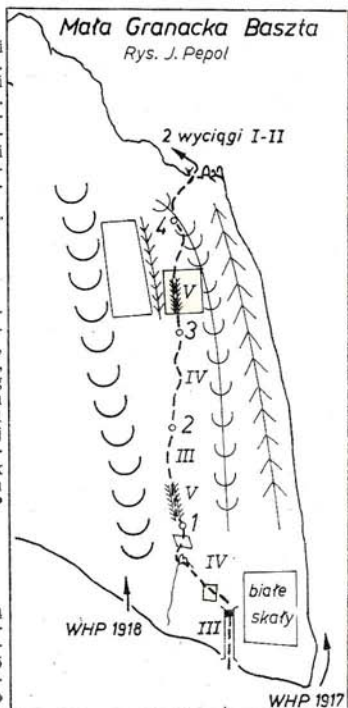 Mała Granacka Baszta
Rys. J. Pepol
2 wyciągi I-II
4
V
3
IV
2
III
V
1
IV
białe
skały
III
WHP 1918
WHP 1917